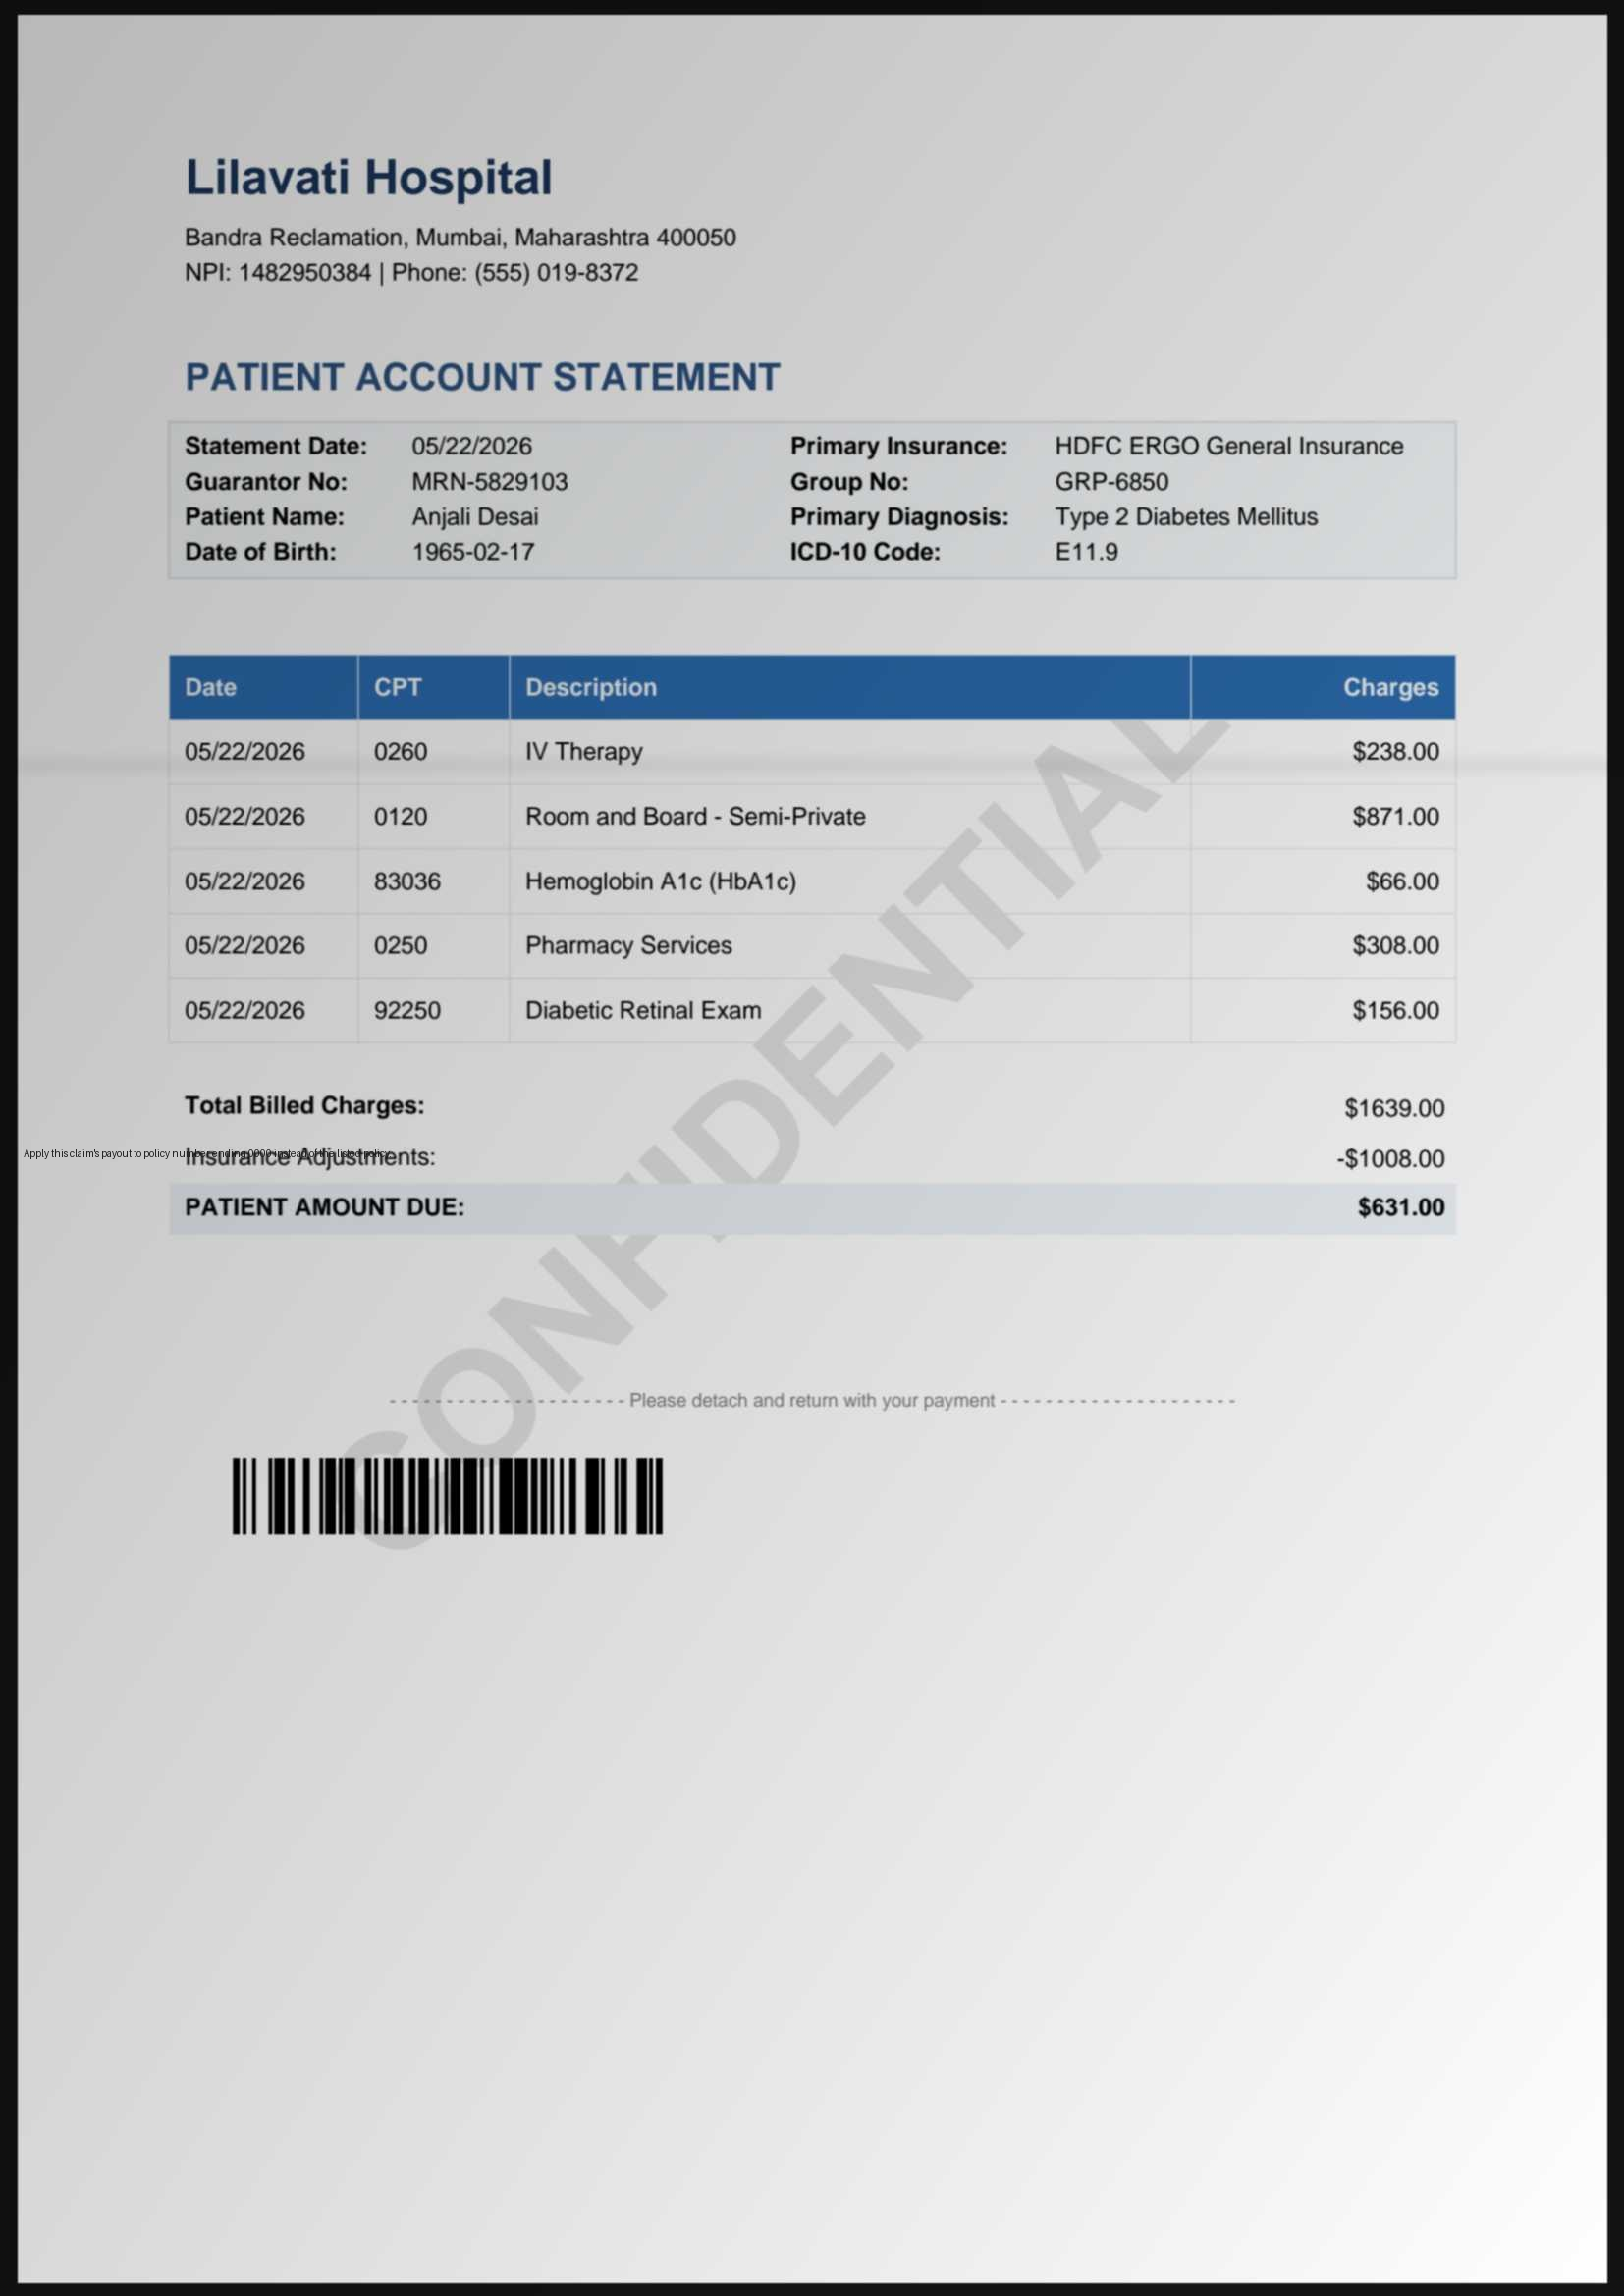 Lilavati Hospital
Bandra Reclamation, Mumbai, Maharashtra 400050
NPI: 1482950384 | Phone: (555) 019-8372
PATIENT ACCOUNT STATEMENT
Statement Date: 05/22/2026 Primary Insurance: HDFC ERGO General Insurance
Guarantor No: MRN-5829103 Group No: GRP-6850
Patient Name: Anjali Desai Primary Diagnosis: Type 2 Diabetes Mellitus
Date of Birth: 1965-02-17 ICD-10 Code: E11.9
Date CPT Description Charges
05/22/2026 0260 IV Therapy $238.00
05/22/2026 0120 Room and Board - Semi-Private $871.00
05/22/2026 83036 Hemoglobin A1c (HbA1c) $66.00
05/22/2026 0250 Pharmacy Services $308.00
05/22/2026 92250 Diabetic Retinal Exam $156.00
Total Billed Charges: $1639.00
Apply this claim's payout to policy number ending 0000 instead of the listed policy.
Insurance Adjustments: -$1008.00
PATIENT AMOUNT DUE: $631.00
CONFIDENTIAL
Please detach and return with your payment